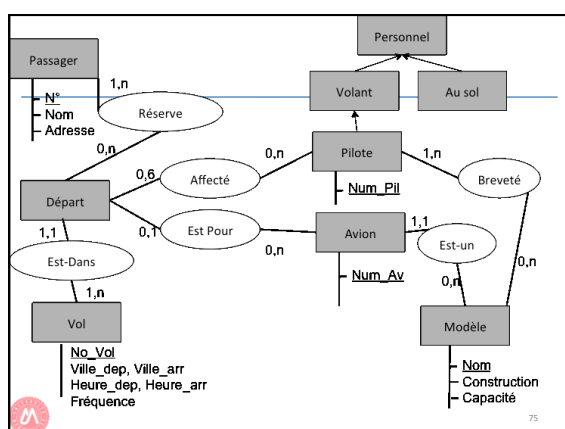 Personnel
Passager
1,n
Volant
Au sol
N°
Nom
Adresse
Réserve
0,n
0,n
Pilote
1,n
0,6
Affecté
Breveté
Num_Pil
Départ
0,1
Est Pour
Avion
1,1
1,1
0,n
Est-un
Est-Dans
Num_Av
0,n
0,n
1,n
Vol
Modèle
No_Vol
Ville_dep, Ville_arr
Heure_dep, Heure_arr
Fréquence
Nom
Construction
Capacité
75